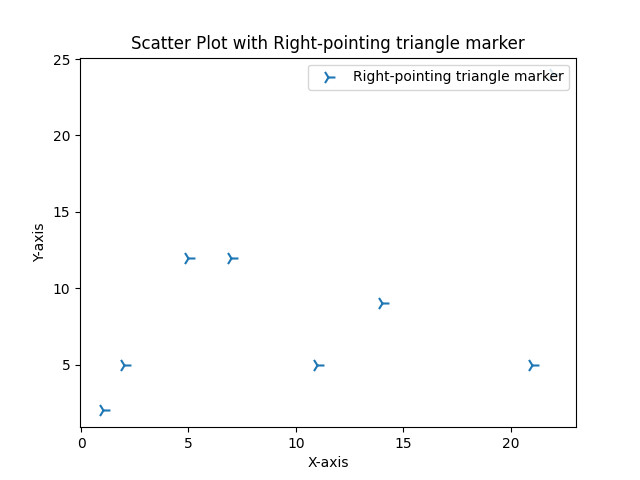 Scatter Plot with Right-pointing triangle marker
Right-pointing triangle marker
25
20
15
10
5
Y-axis
0 5 10 15 20
X-axis